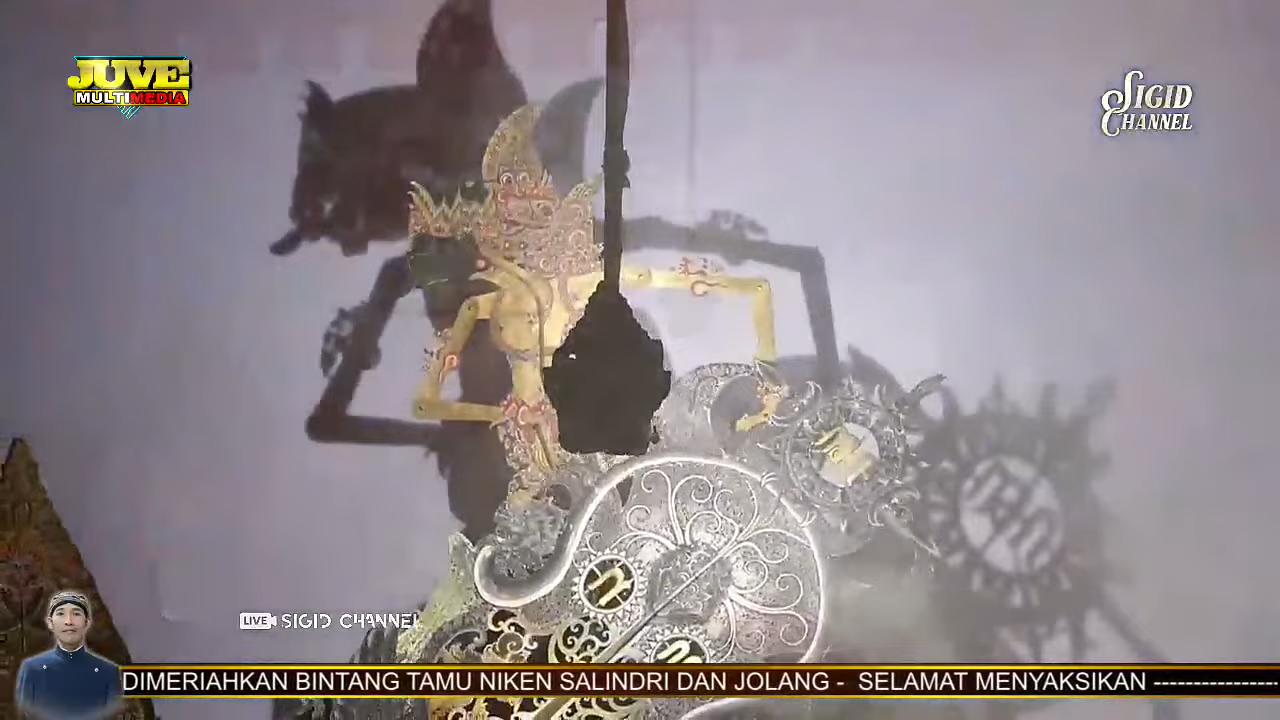 JUVE
MULTIMEDIA
SIGID
CHANNEL
LIVE SIGID CHANNEL
DIMERIAHKAN BINTANG TAMU NIKEN SALINDRI DAN JOLANG - SELAMAT MENYAKSIKAN ----------------